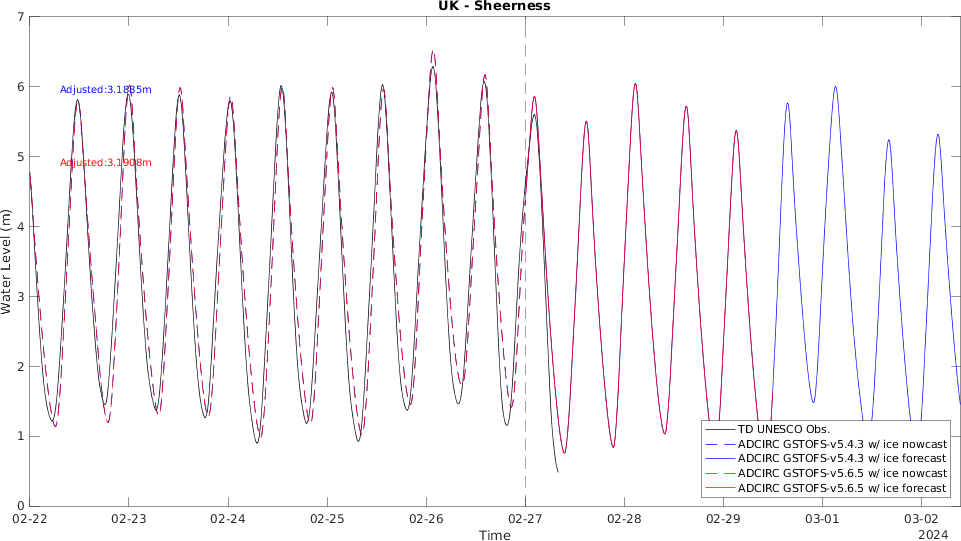 UK - Sheerness
7
6
5
4
3
2
1
0
Water Level (m)
Adjusted:3.1835m
Adjusted:3.1908m
TD UNESCO Obs.
ADCIRC GSTOFS-v5.4.3 w/ ice nowcast
ADCIRC GSTOFS-v5.4.3 w/ ice forecast
ADCIRC GSTOFS-v5.6.5 w/ ice nowcast
ADCIRC GSTOFS-v5.6.5 w/ ice forecast
02-22 02-23 02-24 02-25 02-26 02-27 02-28 02-29 03-01 03-02
Time
2024